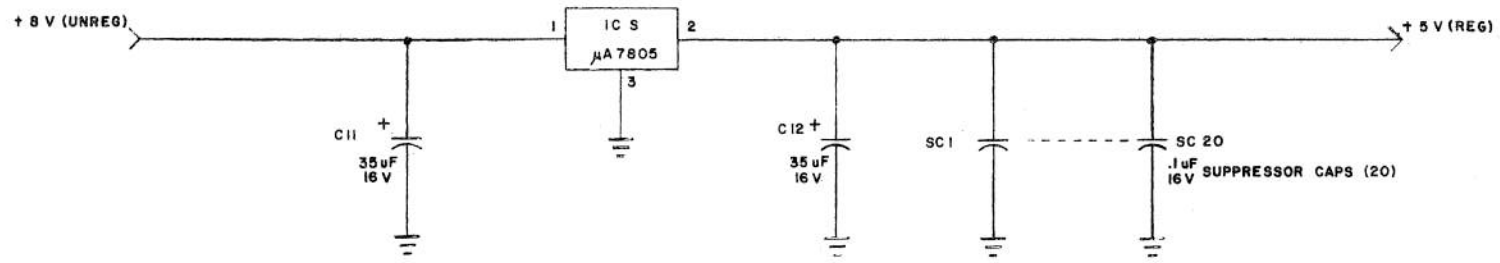 + 8 V (UNREG)
1
IC S
µA 7805
2
3
+ 5 V (REG)
C11
+
35 uF
16 V
C12 +
35 uF
16 V
SC 1
SC 20
.1 uF
16 V
SUPPRESSOR CAPS (20)